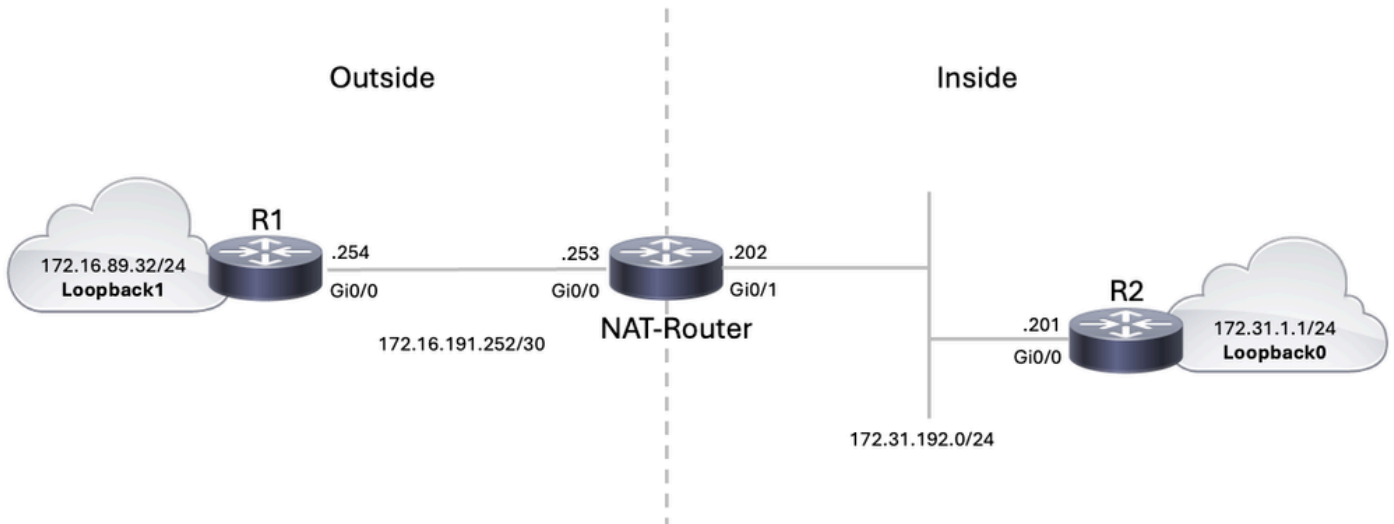 Outside
Inside
R1
172.16.89.32/24
Loopback1
.254
Gi0/0
172.16.191.252/30
.253
Gi0/0
NAT-Router
.202
Gi0/1
.201
Gi0/0
R2
172.31.1.1/24
Loopback0
172.31.192.0/24